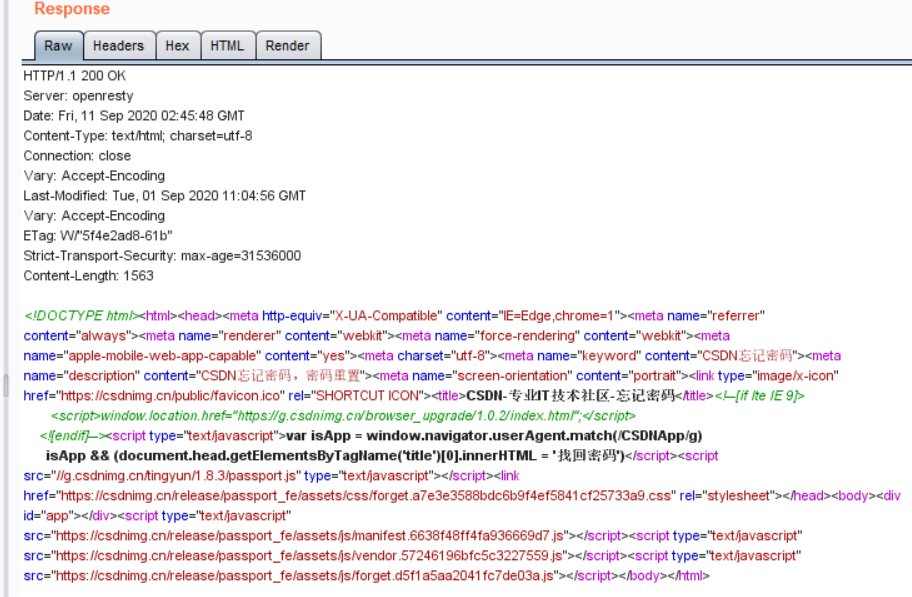 Response
Raw Headers Hex HTML Render
HTTP/1.1 200 OK
Server: openresty
Date: Fri, 11 Sep 2020 02:45:48 GMT
Content-Type: text/html; charset=utf-8
Connection: close
Vary: Accept-Encoding
Last-Modified: Tue, 01 Sep 2020 11:04:56 GMT
Vary: Accept-Encoding
ETag: W/"5f4e2ad8-61b"
Strict-Transport-Security: max-age=31536000
Content-Length: 1563
<!DOCTYPE html><html><head><meta http-equiv="X-UA-Compatible" content="IE=Edge,chrome=1"><meta name="referrer"
content="always"><meta name="renderer" content="webkit"><meta name="force-rendering" content="webkit"><meta
name="apple-mobile-web-app-capable" content="yes"><meta charset="utf-8"><meta name="keyword" content="CSDN忘记密码"><meta
name="description" content="CSDN忘记密码，密码重置"><meta name="screen-orientation" content="portrait"><link type="image/x-icon"
href="https://csdnimg.cn/public/favicon.ico" rel="SHORTCUT ICON"><title>CSDN-专业IT技术社区-忘记密码</title><!--[if lte IE 9]>
<script>window.location.href="https://g.csdnimg.cn/browser_upgrade/1.0.2/index.html";</script>
<![endif]--><script type="text/javascript">var isApp = window.navigator.userAgent.match(/CSDNApp/g)
isApp && (document.head.getElementsByTagName('title')[0].innerHTML = '找回密码')</script><script
src="//g.csdnimg.cn/tingyun/1.8.3/passport.js" type="text/javascript"></script><link
href="https://csdnimg.cn/release/passport_fe/assets/css/forget.a7e3e3588bdc6b9f4ef5841cf25733a9.css" rel="stylesheet"></head><body><div
id="app"></div><script type="text/javascript"
src="https://csdnimg.cn/release/passport_fe/assets/js/manifest.6638f48ff4fa936669d7.js"></script><script type="text/javascript"
src="https://csdnimg.cn/release/passport_fe/assets/js/vendor.57246196bfc5c3227559.js"></script><script type="text/javascript"
src="https://csdnimg.cn/release/passport_fe/assets/js/forget.d5f1a5aa2041fc7de03a.js"></script></body></html>